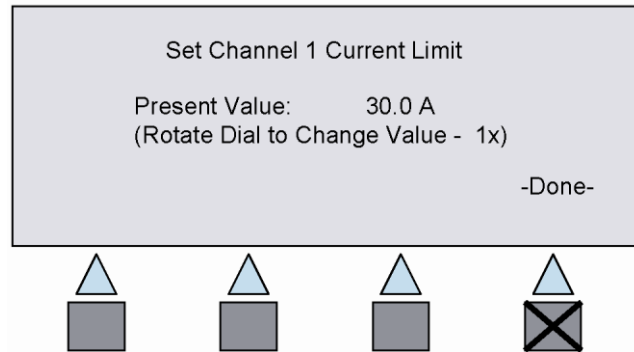 Set Channel 1 Current Limit
Present Value: 30.0 A
(Rotate Dial to Change Value - 1x)
-Done-